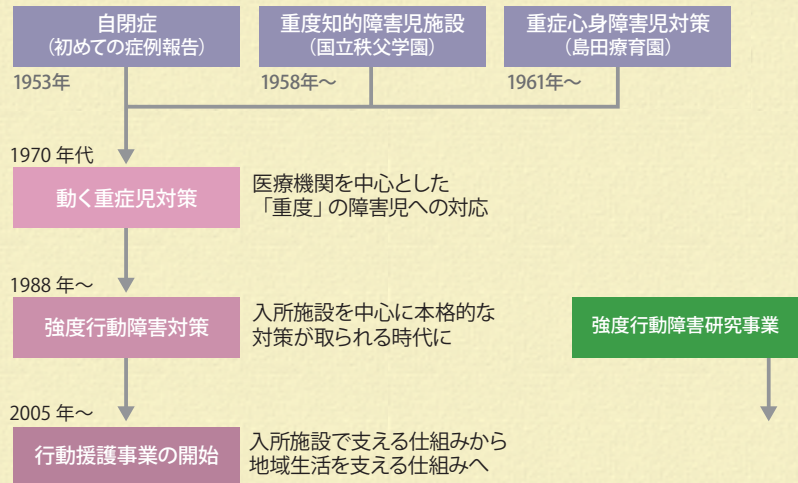 自閉症
(初めての症例報告)
重度知的障害児施設
(国立秩父学園)
重症心身障害児対策
(島田療育園)
1953年
1958年〜
1961年〜
1970 年代
動く重症児対策
医療機関を中心とした
「重度」の障害児への対応
1988 年〜
強度行動障害対策
入所施設を中心に本格的な
対策が取られる時代に
強度行動障害研究事業
2005 年〜
行動援護事業の開始
入所施設で支える仕組みから
地域生活を支える仕組みへ